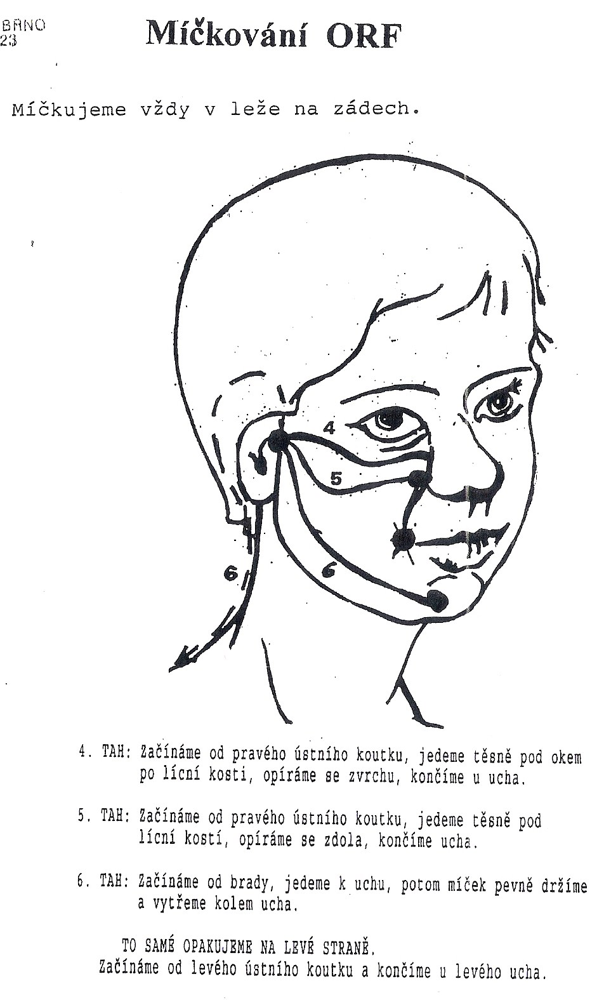 BRNO
23
Míčkování ORF
Míčkujeme vždy v leže na zádech.
4
5
6
6
4. TAH: Začínáme od pravého ústního koutku, jedeme těsně pod okem
po lícní kosti, opíráme se zvrchu, končíme u ucha.
5. TAH: Začínáme od pravého ústního koutku, jedeme těsně pod
lícní kostí, opíráme se zdola, končíme ucha.
6. TAH: Začínáme od brady, jedeme k uchu, potom míček pevně držíme
a vytřeme kolem ucha.
TO SAMÉ OPAKUJEME NA LEVÉ STRANĚ.
Začínáme od levého ústního koutku a končíme u levého ucha.